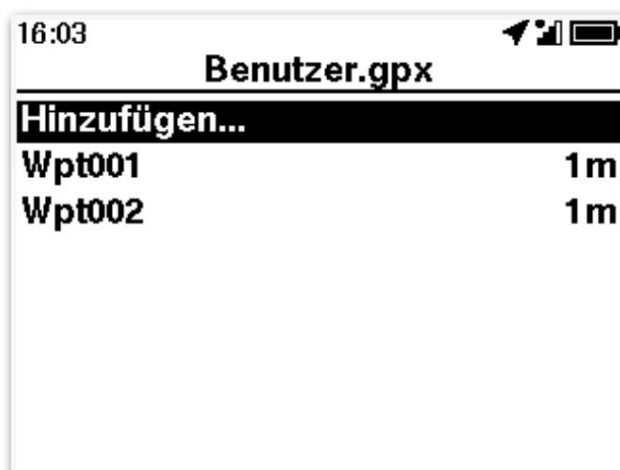 16:03
Benutzer.gpx
Hinzufügen...
Wpt001 1m
Wpt002 1m